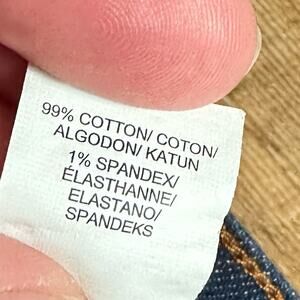 99% COTTON/ COTON/
ALGODON/ KATUN
1% SPANDEX/
ÉLASTHANNE/
ELASTANO/
SPANDEKS